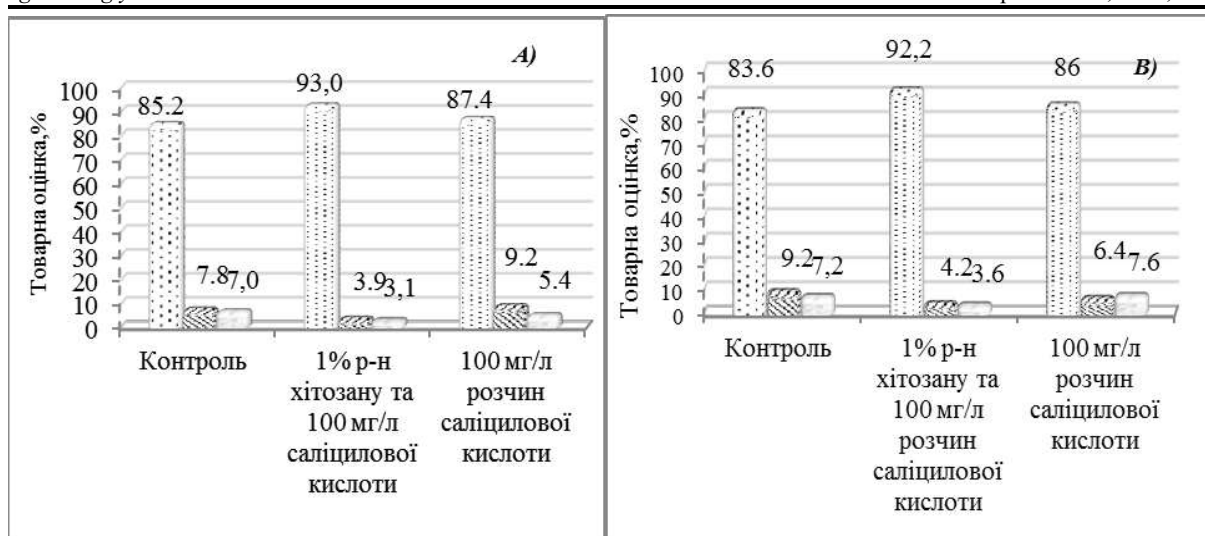 А)
Товарна оцінка,%
100
90
80
70
60
50
40
30
20
10
0
85.2
7.8
7,0
93,0
3.9
3,1
87.4
9.2
5.4
Контроль
1% р-н
хітозану та
100 мг/л
саліцилової
кислоти
100 мг/л
розчин
саліцилової
кислоти
В)
Товарна оцінка,%
100
90
80
70
60
50
40
30
20
10
0
83.6
9.2
7,2
92,2
4.2
3.6
86
6.4
7.6
Контроль
1% р-н
хітозану та
100 мг/л
розчин
саліцилової
кислоти
100 мг/л
розчин
саліцилової
кислоти